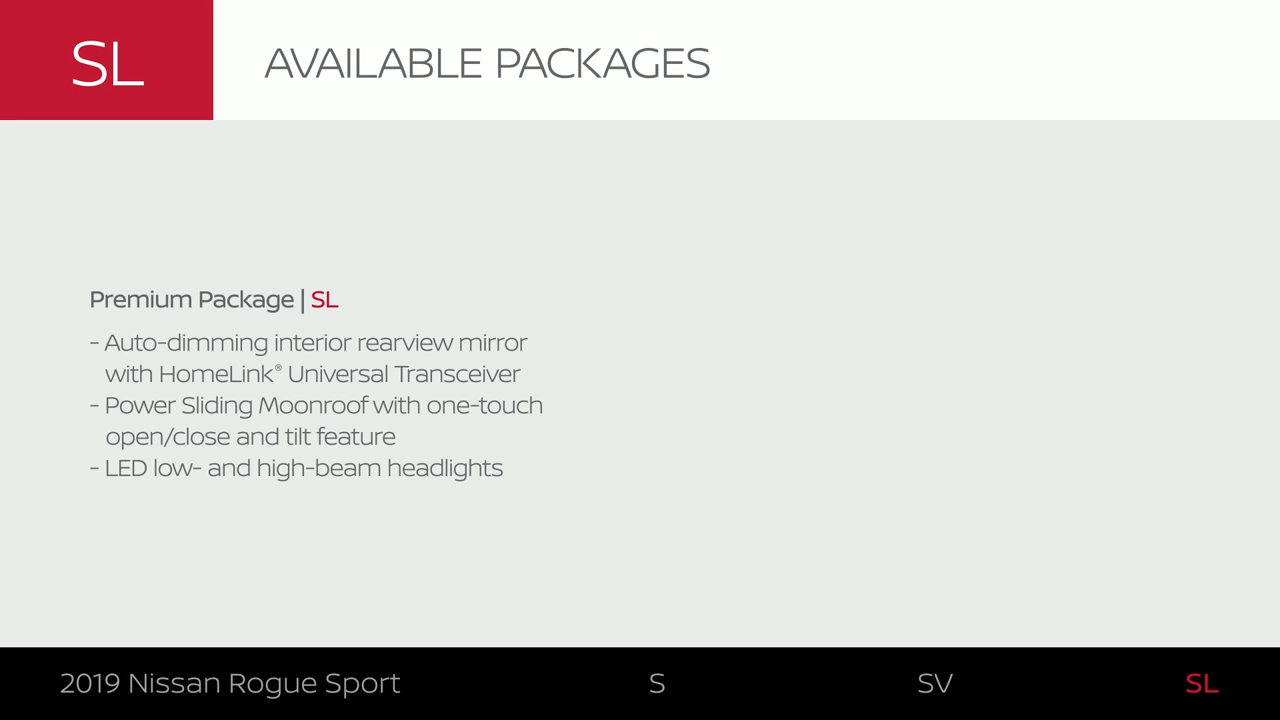 SL
AVAILABLE PACKAGES
Premium Package | SL
- Auto-dimming interior rearview mirror
with HomeLink® Universal Transceiver
- Power Sliding Moonroof with one-touch
open/close and tilt feature
- LED low- and high-beam headlights
2019 Nissan Rogue Sport S SV SL